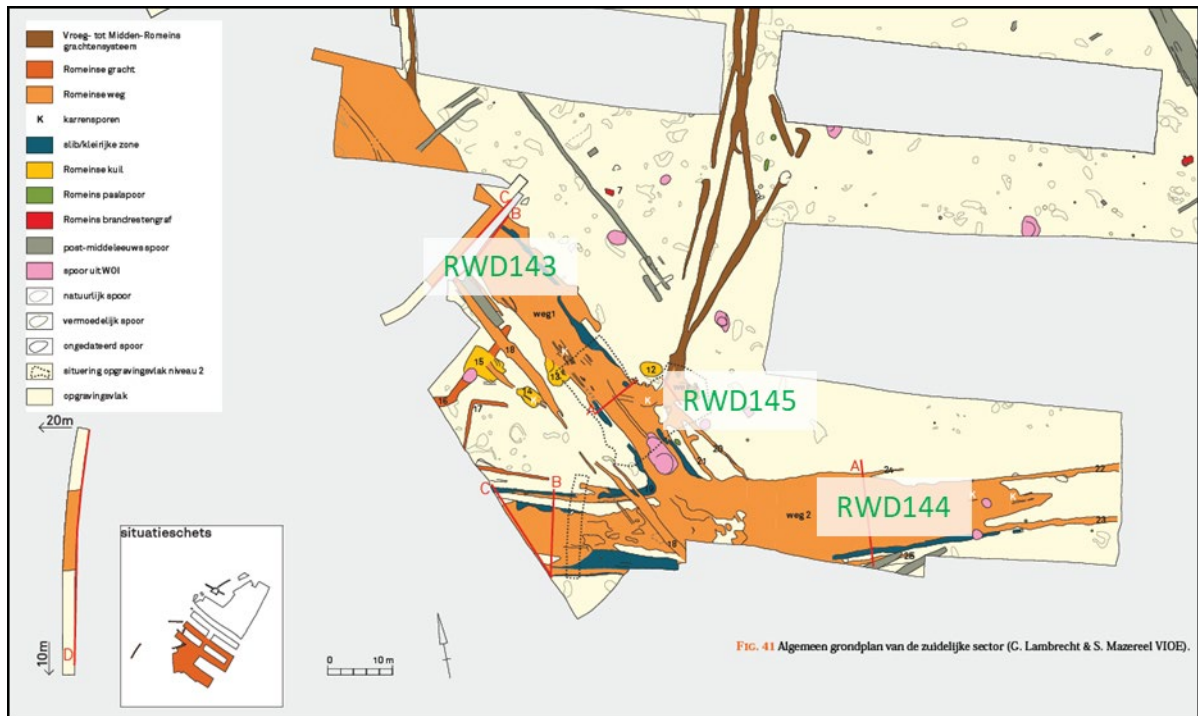 Vroeg- tot Midden-Romeins
grachtensysteem
Romeinse gracht
Romeinse weg
K karrensporen
slib/kleirijke zone
Romeinse kuil
Romeins paalspoor
Romeins brandrestengraf
post-middeleeuws spoor
spoor uit WOI
natuurlijk spoor
vermoedelijk spoor
ongedateerd spoor
situering opgravingsvlak niveau 2
opgravingsvlak
7
C
B
RWD143
weg1
K
15
18
13
14
K
12
16
17
A
K
RWD145
20
21
C
B
A
24
22
K
K
weg 2
RWD144
23
18
25
20m
10m
D
situatieschets
0 10 m
FIG. 41 Algemeen grondplan van de zuidelijke sector (G. Lambrecht & S. Mazereel VIOE).